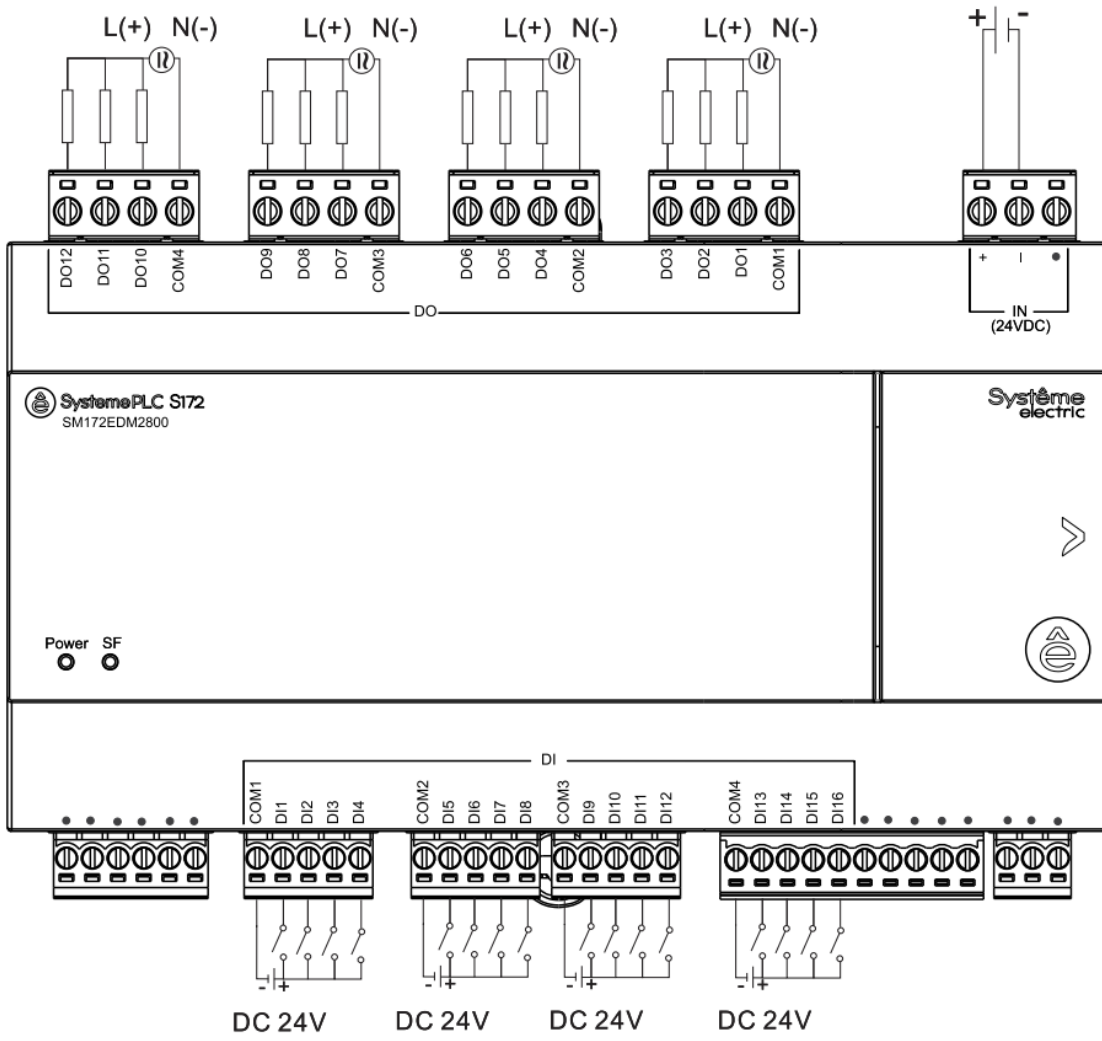 L(+) N(-) L(+) N(-) L(+) N(-) L(+) N(-) + -
DO12 DO11 DO10 COM4 DO9 DO8 DO7 COM3 DO6 DO5 DO4 COM2 DO3 DO2 DO1 COM1 + -
DO
IN
(24VDC)
ê SystemePLC S172
SM172EDM2800
Système
electric
Power SF
ê
DI
COM1 DI1 DI2 DI3 DI4 COM2 DI5 DI6 DI7 DI8 COM3 DI9 DI10 DI11 DI12 COM4 DI13 DI14 DI15 DI16
- + - + - + - +
DC 24V DC 24V DC 24V DC 24V